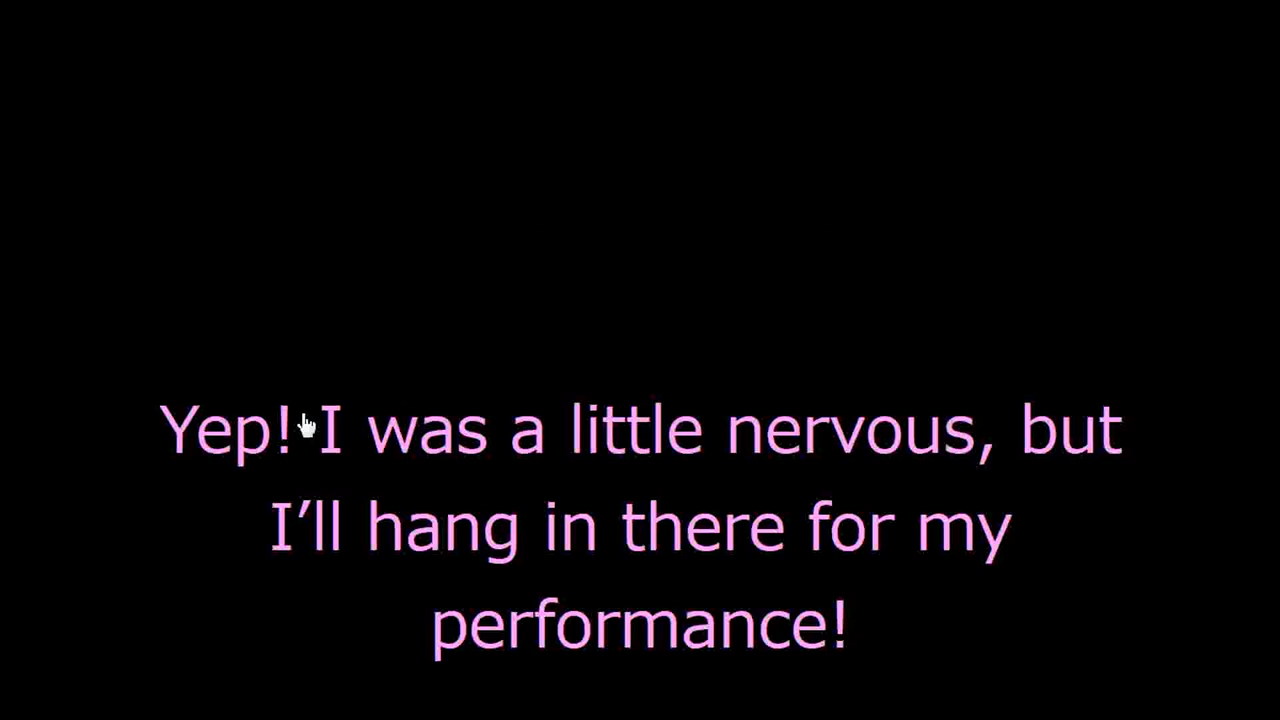 Yep! I was a little nervous, but
I’ll hang in there for my
performance!